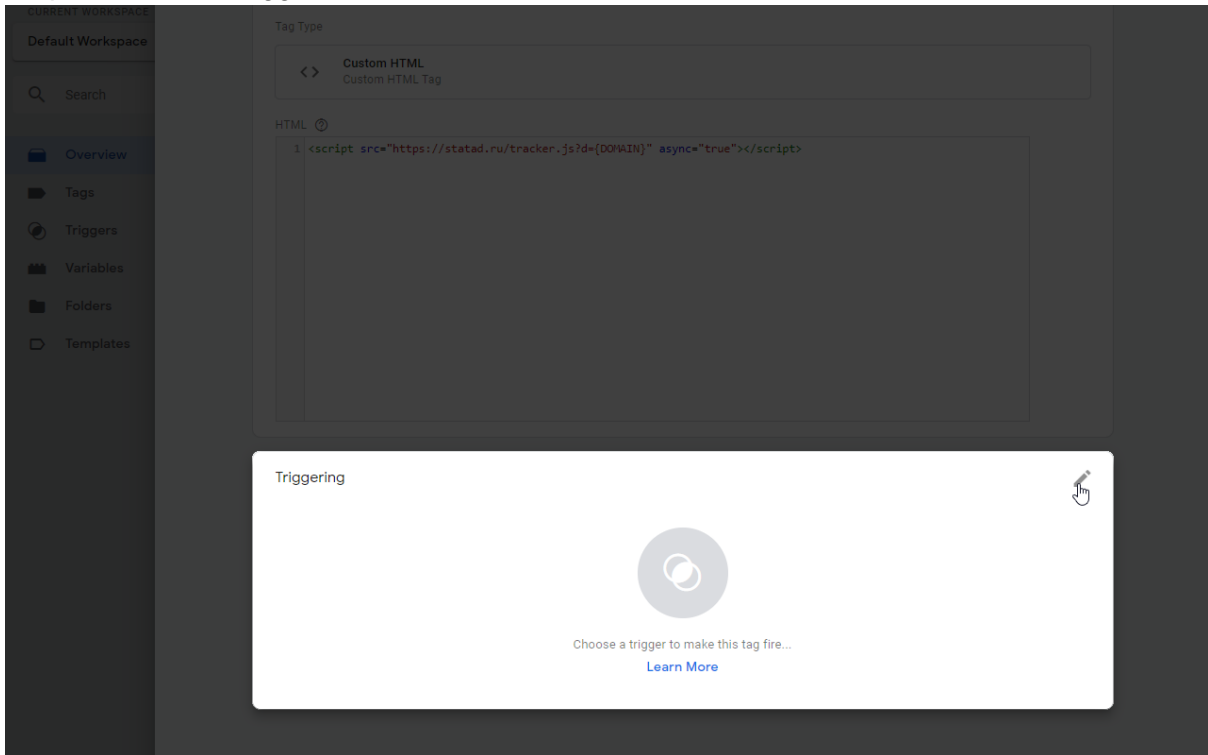 CURRENT WORKSPACE
Default Workspace
Search
Overview
Tags
Triggers
Variables
Folders
Templates
Tag Type
Custom HTML
Custom HTML Tag
HTML
1 <script src="https://statad.ru/tracker.js?d={DOMAIN}" async="true"></script>
Triggering
Choose a trigger to make this tag fire...
Learn More